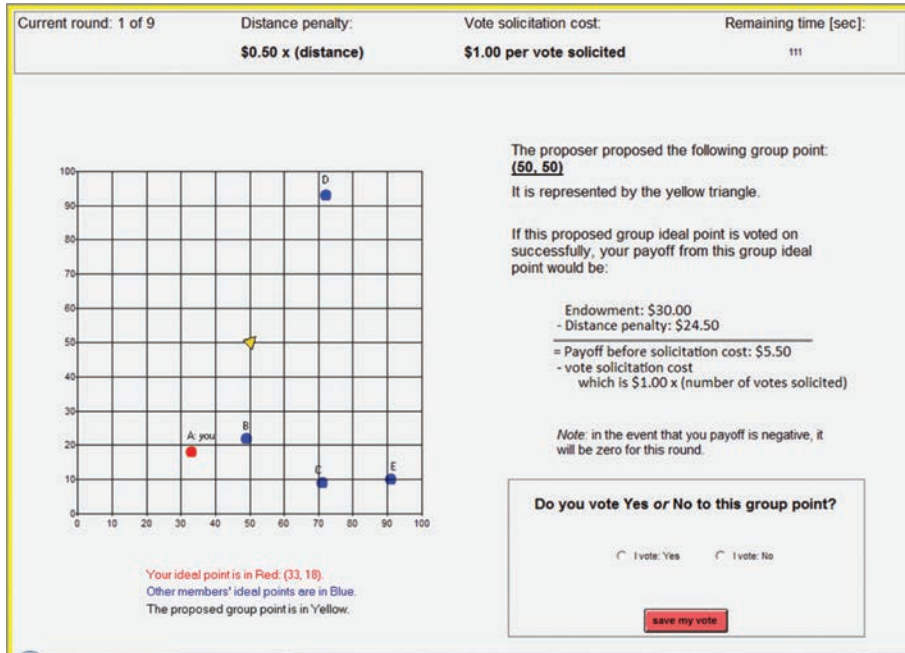 Current round: 1 of 9
Distance penalty:
Vote solicitation cost:
Remaining time [sec]:
$0.50 x (distance)
$1.00 per vote solicited
111
The proposer proposed the following group point:
(50, 50)
It is represented by the yellow triangle.
If this proposed group ideal point is voted on
successfully, your payoff from this group ideal
point would be:
Endowment: $30.00
- Distance penalty: $24.50
= Payoff before solicitation cost: $5.50
- vote solicitation cost
which is $1.00 x (number of votes solicited)
Note: in the event that you payoff is negative, it
will be zero for this round.
Do you vote Yes or No to this group point?
I vote: Yes
I vote: No
save my vote
100
90
80
70
60
50
40
30
20
10
0
D
B
A: you
C
E
0 10 20 30 40 50 60 70 80 90 100
Your ideal point is in Red: (33, 18).
Other members' ideal points are in Blue.
The proposed group point is in Yellow.